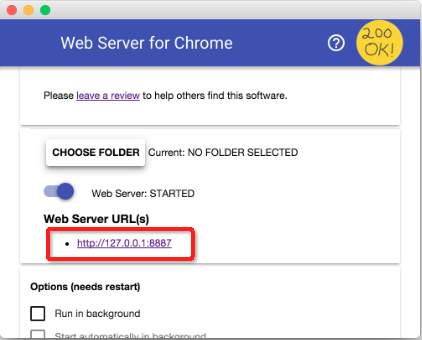 Web Server for Chrome
?
200 OK!
Please leave a review to help others find this software.
CHOOSE FOLDER Current: NO FOLDER SELECTED
Web Server: STARTED
Web Server URL(s)
• http://127.0.0.1:8887
Options (needs restart)
Run in background
Start automatically in background